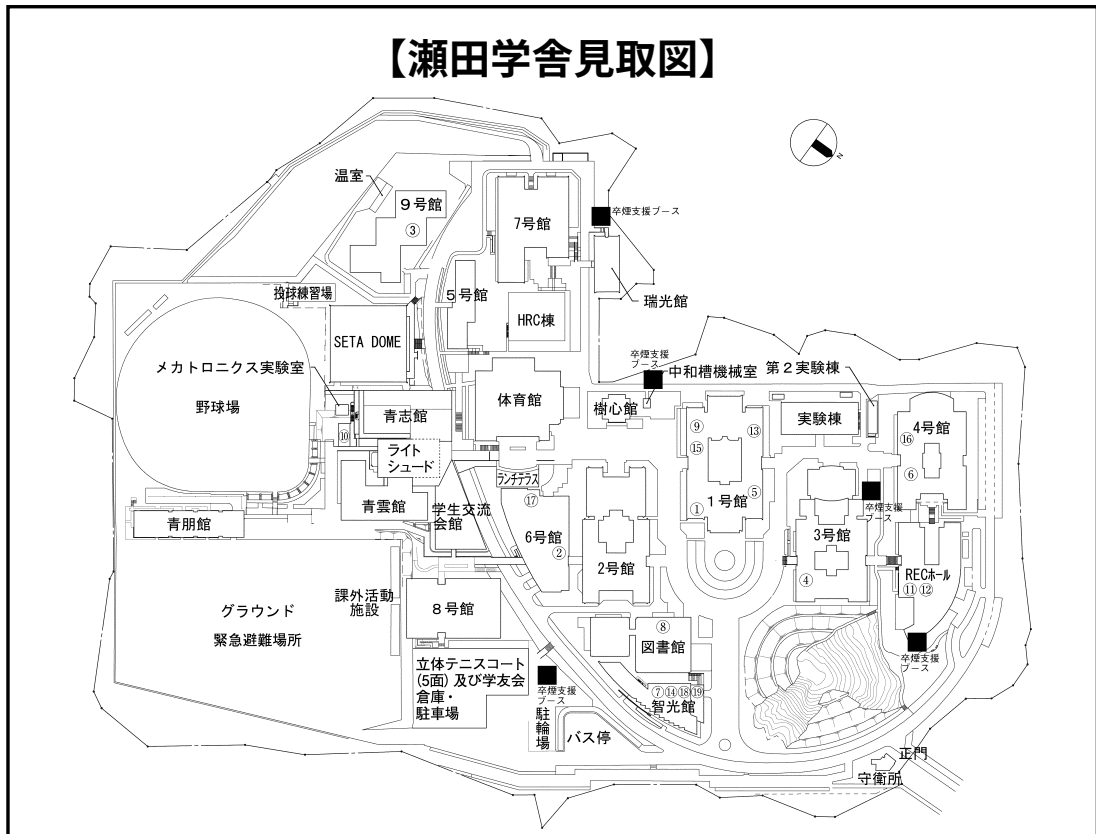 【瀬田学舎見取図】
N
温室
9号館
③
7号館
卒煙支援ブース
瑞光館
投球練習場
5号館
HRC棟
SETA DOME
メカトロニクス実験室
野球場
⑩
青志館
体育館
卒煙支援
ブース
中和槽機械室
樹心館
第2実験棟
実験棟
⑨
⑬
⑮
1号館
⑤
①
4号館
⑯
⑥
ライト
シュード
ランチテラス
⑰
青雲館
学生交流
会館
青朋館
6号館
②
2号館
3号館
④
卒煙支援
ブース
RECホール
⑪⑫
卒煙支援
ブース
グラウンド
緊急避難場所
課外活動
施設
8号館
⑧
図書館
⑦⑭⑱⑲
智光館
立体テニスコート
(5面)及び学友会
倉庫・
駐車場
卒煙支援
ブース
駐輪場
バス停
正門
守衛所